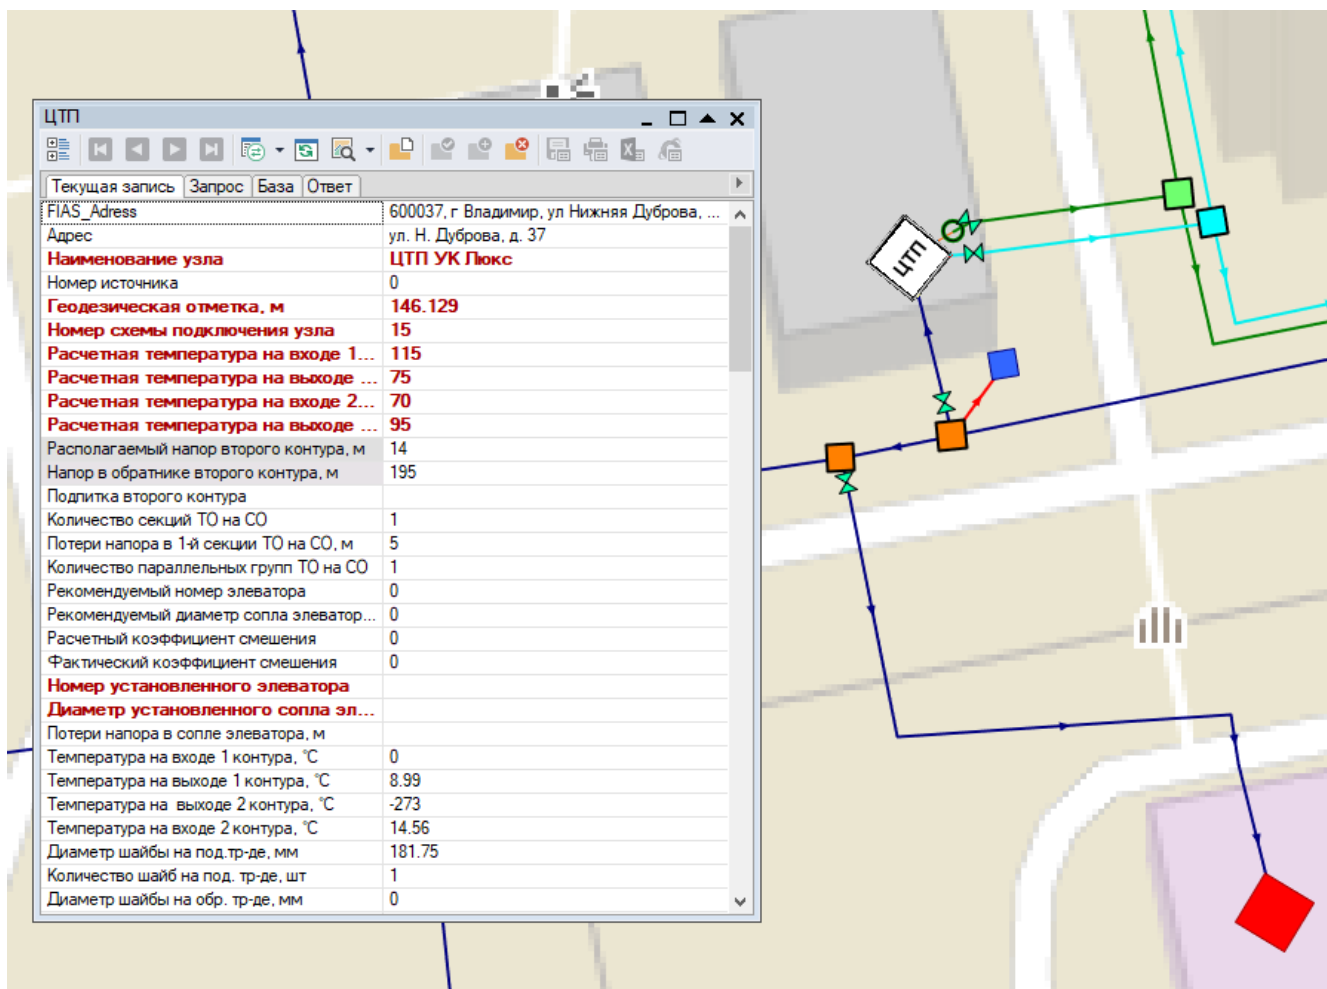 ЦТП
Текущая запись Запрос База Ответ
FIAS_Adress 600037, г Владимир, ул Нижняя Дуброва, ...
Адрес ул. Н. Дуброва, д. 37
Наименование узла ЦТП УК Люкс
Номер источника 0
Геодезическая отметка, м 146.129
Номер схемы подключения узла 15
Расчетная температура на входе 1... 115
Расчетная температура на выходе ... 75
Расчетная температура на входе 2... 70
Расчетная температура на выходе ... 95
Располагаемый напор второго контура, м 14
Напор в обратнике второго контура, м 195
Подпитка второго контура
Количество секций ТО на СО 1
Потери напора в 1-й секции ТО на СО, м 5
Количество параллельных групп ТО на СО 1
Рекомендуемый номер элеватора 0
Рекомендуемый диаметр сопла элеватор... 0
Расчетный коэффициент смешения 0
Фактический коэффициент смешения 0
Номер установленного элеватора
Диаметр установленного сопла эл...
Потери напора в сопле элеватора, м
Температура на входе 1 контура, °C 0
Температура на выходе 1 контура, °C 8.99
Температура на  выходе 2 контура, °C -273
Температура на входе 2 контура, °C 14.56
Диаметр шайбы на под.тр-де, мм 181.75
Количество шайб на под. тр-де, шт 1
Диаметр шайбы на обр. тр-де, мм 0
ЦТП